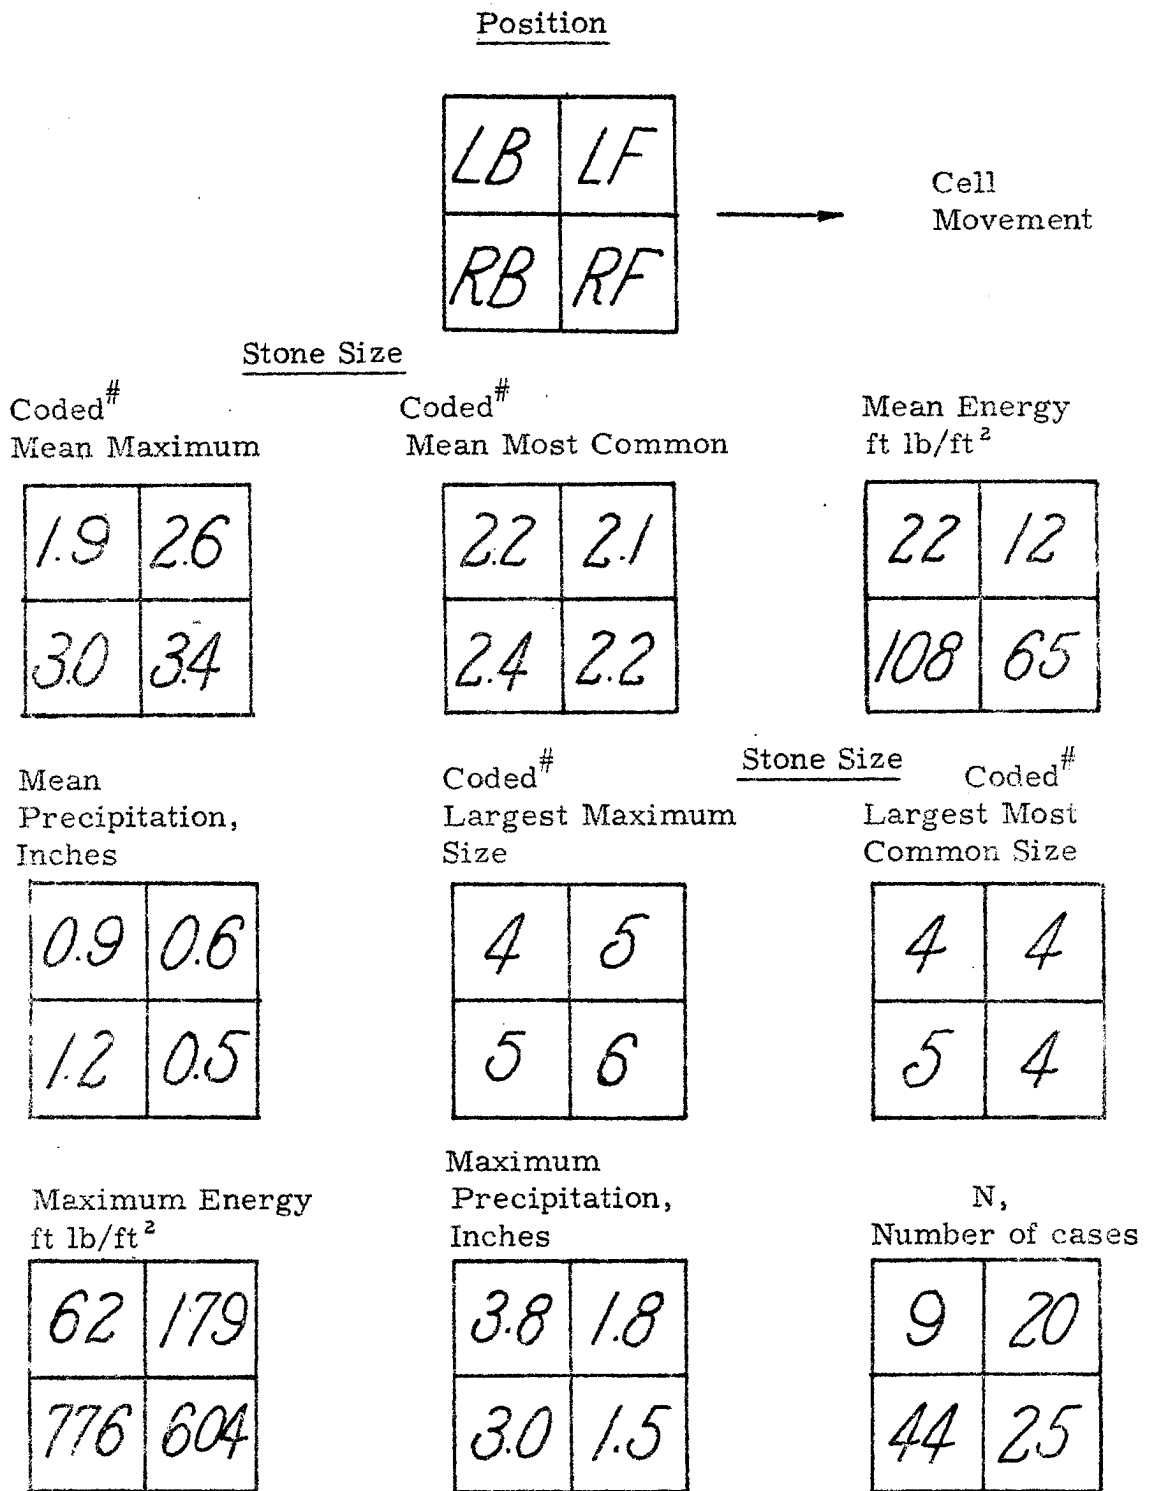 Position
LB LF
Cell
Movement
RB RF
Stone Size
Coded#
Mean Maximum
Coded#
Mean Most Common
Mean Energy
ft lb/ft²
1.9 2.6
3.0 3.4
2.2 2.1
2.4 2.2
22 12
108 65
Stone Size
Mean
Precipitation,
Inches
Coded#
Largest Maximum
Size
Coded#
Largest Most
Common Size
0.9 0.6
1.2 0.5
4 5
5 6
4 4
5 4
Maximum Energy
ft lb/ft²
Maximum
Precipitation,
Inches
N,
Number of cases
62 179
776 604
3.8 1.8
3.0 1.5
9 20
44 25